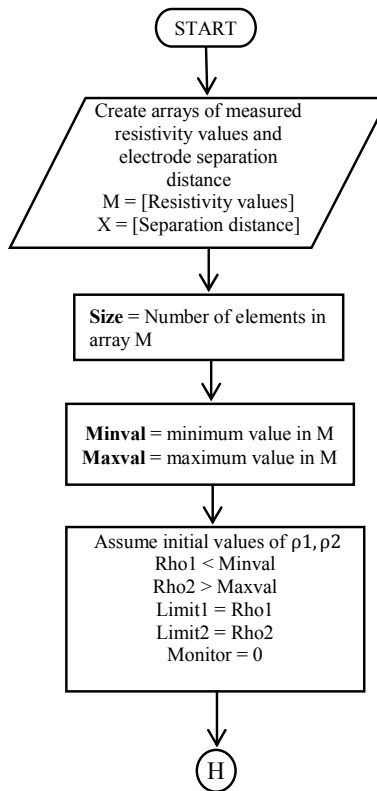 START
Create arrays of measured
resistivity values and
electrode separation
distance
M = [Resistivity values]
X = [Separation distance]
Size = Number of elements in
array M
Minval = minimum value in M
Maxval = maximum value in M
Assume initial values of ρ1, ρ2
Rho1 < Minval
Rho2 > Maxval
Limit1 = Rho1
Limit2 = Rho2
Monitor = 0
H